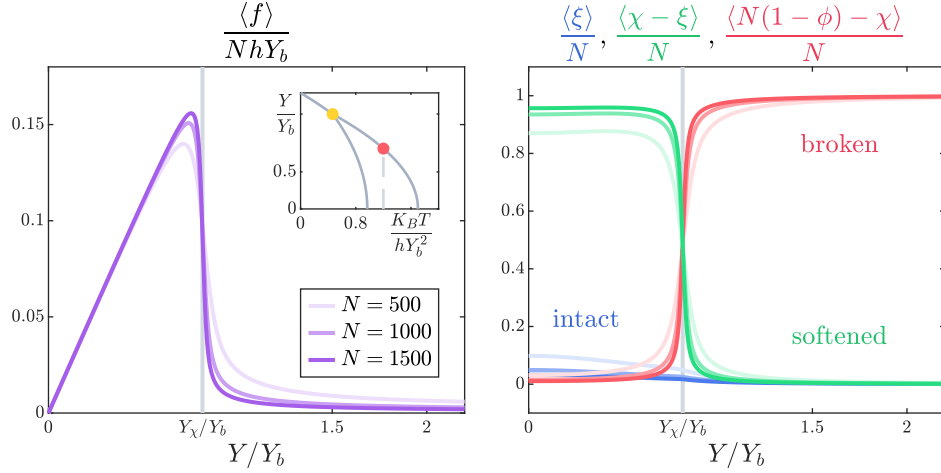 ⟨f⟩
NhY_b
0.15
0.1
0.05
0
0
Y_χ/Y_b
1.5
2
Y/Y_b
Y
Y_b
0.5
0
0
0.8
K_BT
hY_b^2
N = 500
N = 1000
N = 1500
⟨ξ⟩
N
,
⟨χ − ξ⟩
N
,
⟨N(1 − ϕ) − χ⟩
N
1
0.8
0.6
0.4
0.2
0
broken
intact
softened
0
Y_χ/Y_b
1.5
2
Y/Y_b